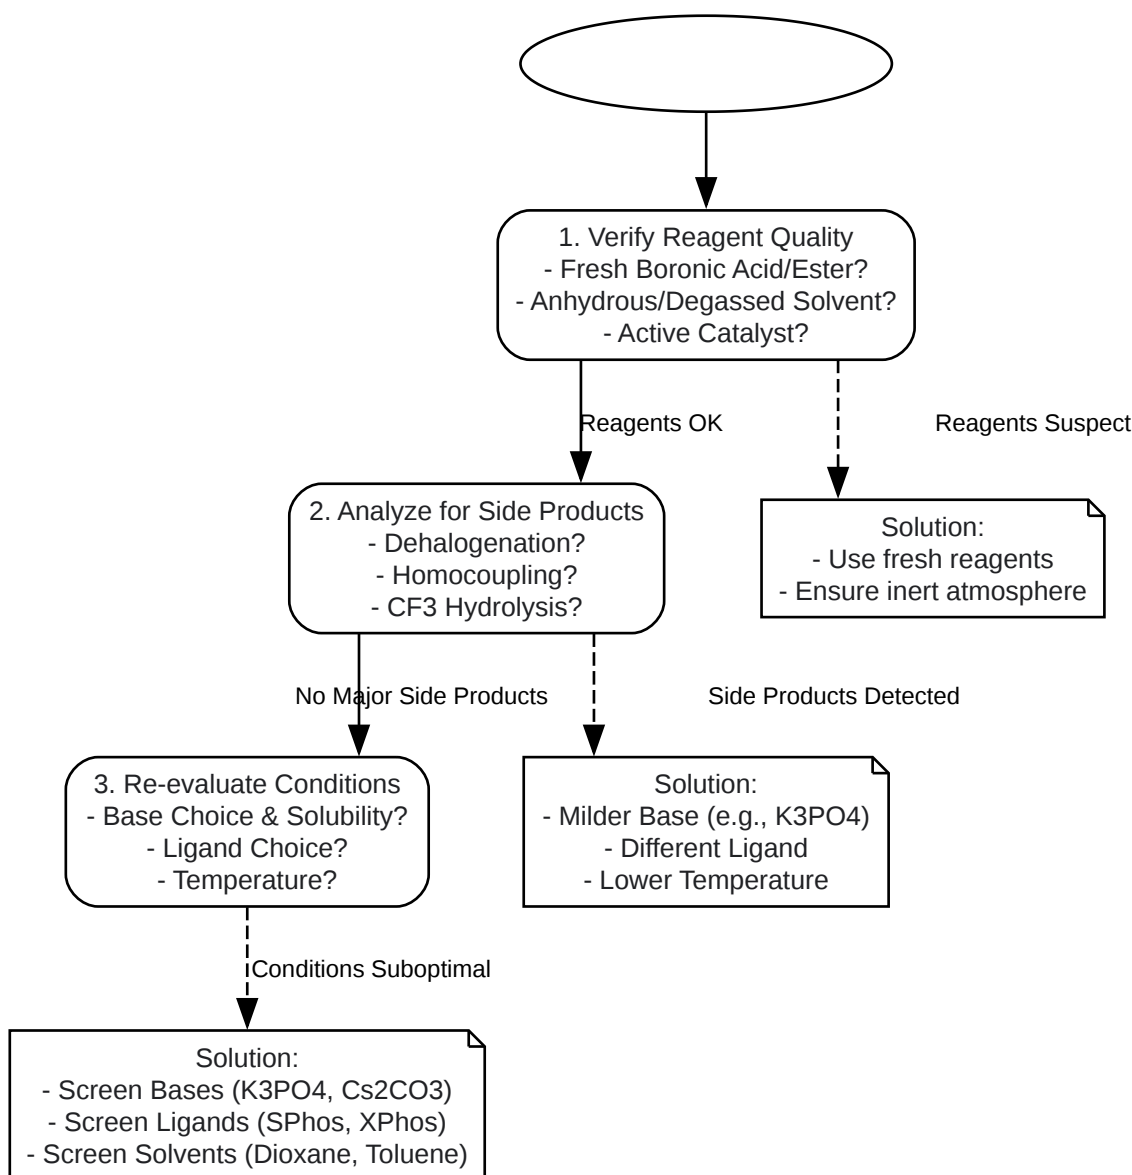 1. Verify Reagent Quality
- Fresh Boronic Acid/Ester?
- Anhydrous/Degassed Solvent?
- Active Catalyst?
Reagents OK
Reagents Suspect
2. Analyze for Side Products
- Dehalogenation?
- Homocoupling?
- CF3 Hydrolysis?
Solution:
- Use fresh reagents
- Ensure inert atmosphere
No Major Side Products
Side Products Detected
3. Re-evaluate Conditions
- Base Choice & Solubility?
- Ligand Choice?
- Temperature?
Solution:
- Milder Base (e.g., K3PO4)
- Different Ligand
- Lower Temperature
Conditions Suboptimal
Solution:
- Screen Bases (K3PO4, Cs2CO3)
- Screen Ligands (SPhos, XPhos)
- Screen Solvents (Dioxane, Toluene)